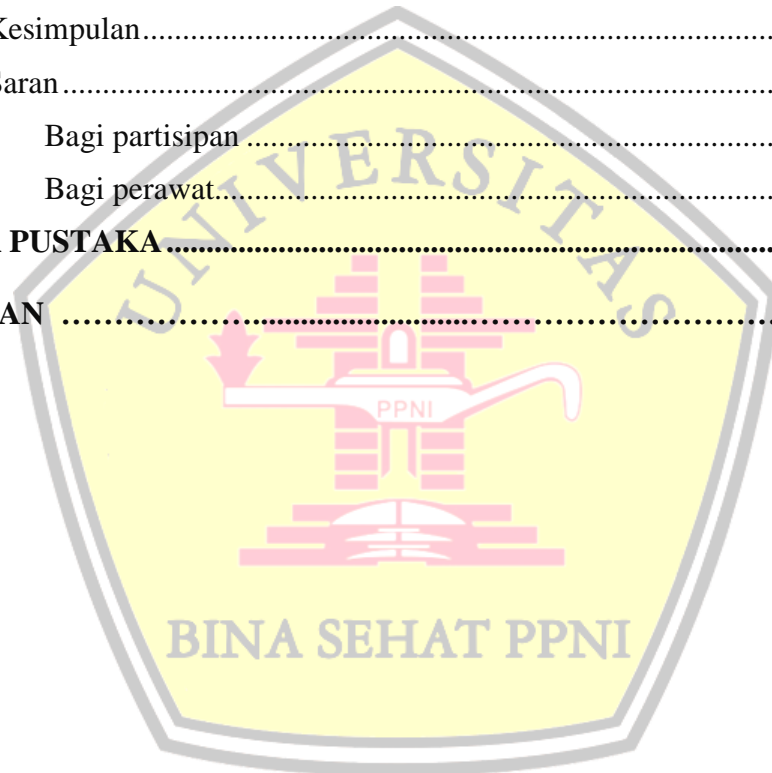 Kesimpulan..........................................................................
Saran....................................................................................
Bagi partisipan ...............................................................
Bagi perawat...................................................................
PUSTAKA..........................................................................
AN ……………..........................………………………
UNIVERSITAS
PPNI
BINA SEHAT PPNI